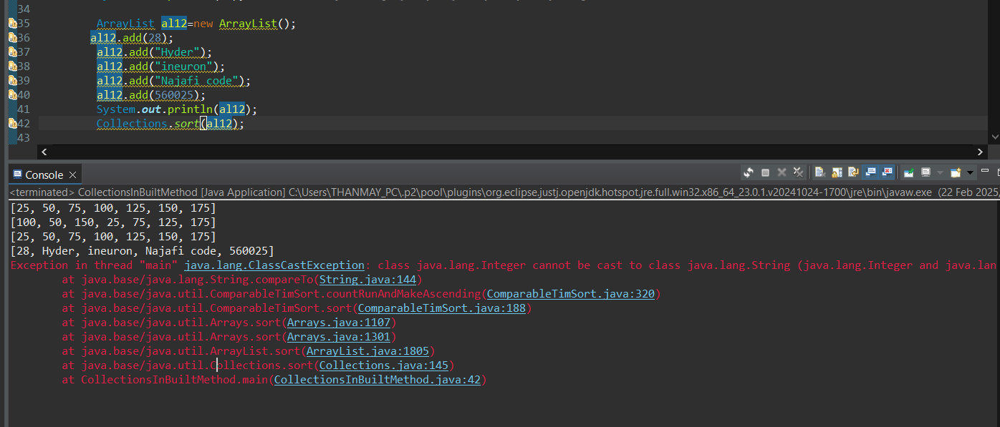 34
35 ArrayList al12=new ArrayList();
36 al12.add(28);
37 al12.add("Hyder");
38 al12.add("ineuron");
39 al12.add("Najafi code");
40 al12.add(560025);
41 System.out.println(al12);
42 Collections.sort(al12);
43
Console
<terminated> CollectionsInBuiltMethod [Java Application] C:\Users\THANMAY_PC\.p2\pool\plugins\org.eclipse.justj.openjdk.hotspot.jre.full.win32.x86_64_23.0.1.v20241024-1700\jre\bin\javaw.exe (22 Feb 2025,
[25, 50, 75, 100, 125, 150, 175]
[100, 50, 150, 25, 75, 125, 175]
[25, 50, 75, 100, 125, 150, 175]
[28, Hyder, ineuron, Najafi code, 560025]
Exception in thread "main" java.lang.ClassCastException: class java.lang.Integer cannot be cast to class java.lang.String (java.lang.Integer and java.lan
at java.base/java.lang.String.compareTo(String.java:144)
at java.base/java.util.ComparableTimSort.countRunAndMakeAscending(ComparableTimSort.java:320)
at java.base/java.util.ComparableTimSort.sort(ComparableTimSort.java:188)
at java.base/java.util.Arrays.sort(Arrays.java:1107)
at java.base/java.util.Arrays.sort(Arrays.java:1301)
at java.base/java.util.ArrayList.sort(ArrayList.java:1805)
at java.base/java.util.Collections.sort(Collections.java:145)
at CollectionsInBuiltMethod.main(CollectionsInBuiltMethod.java:42)